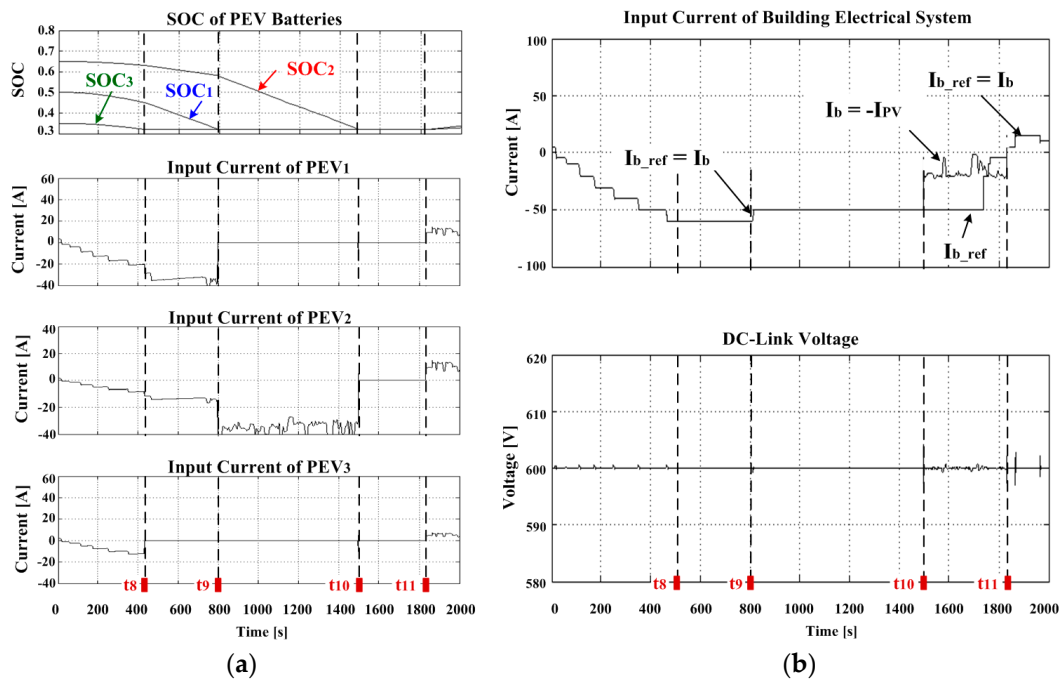 SOC of PEV Batteries
0.8
0.7
0.6
0.5
0.4
0.3
SOC
SOC3
SOC1
SOC2
Input Current of PEV1
60
40
20
0
-20
-40
Current [A]
Input Current of PEV2
40
20
0
-20
-40
Current [A]
Input Current of PEV3
60
40
20
0
-20
-40
Current [A]
t8 t9 t10 t11
0 200 400 600 800 1000 1200 1400 1600 1800 2000
Time [s]
(a)
Input Current of Building Electrical System
100
50
0
-50
-100
Current [A]
Ib_ref = Ib
Ib = -IPV
Ib_ref = Ib
Ib_ref
DC-Link Voltage
620
610
600
590
580
Voltage [V]
t8 t9 t10 t11
0 200 400 600 800 1000 1200 1400 1600 1800 2000
Time [s]
(b)